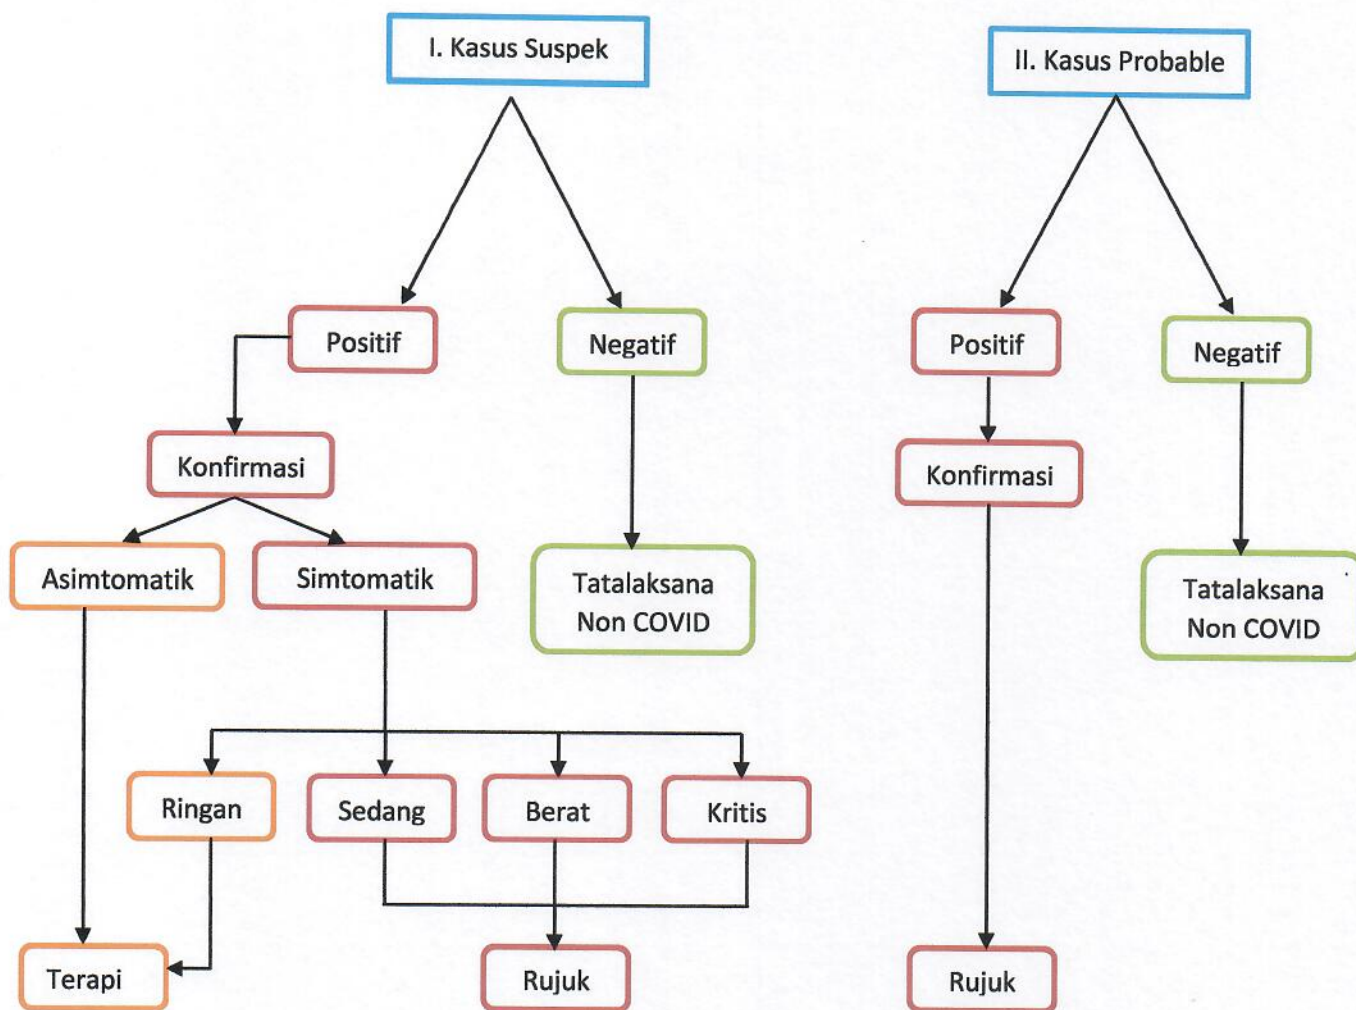 I. Kasus Suspek
II. Kasus Probable
Positif
Negatif
Positif
Negatif
Konfirmasi
Konfirmasi
Asimtomatik
Simtomatik
Tatalaksana
Non COVID
Tatalaksana
Non COVID
Ringan
Sedang
Berat
Kritis
Terapi
Rujuk
Rujuk